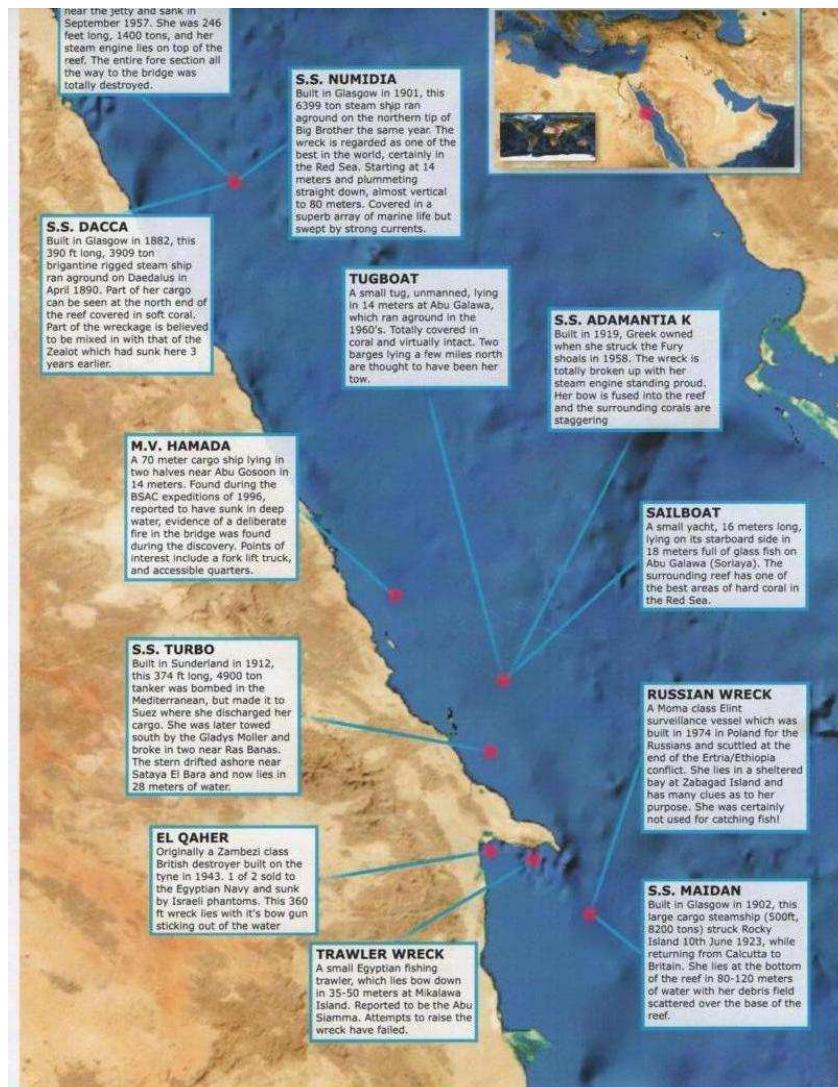 near the jetty and sank in
September 1957. She was 246
feet long, 1400 tons, and her
steam engine lies on top of the
reef. The entire fore section all
the way to the bridge was
totally destroyed.
S.S. NUMIDIA
Built in Glasgow in 1901, this
6399 ton steam ship ran
aground on the northern tip of
Big Brother the same year. The
wreck is regarded as one of the
best in the world, certainly in
the Red Sea. Starting at 14
meters and plummeting
straight down, almost vertical
to 80 meters. Covered in a
superb array of marine life but
swept by strong currents.
S.S. DACCA
Built in Glasgow in 1882, this
390 ft long, 3909 ton
brigantine rigged steam ship
ran aground on Daedalus in
April 1890. Part of her cargo
can be seen at the north end of
the reef covered in soft coral.
Part of the wreckage is believed
to be mixed in with that of the
Zealot which had sunk here 3
years earlier.
TUGBOAT
A small tug, unmanned, lying
in 14 meters at Abu Galawa,
which ran aground in the
1960's. Totally covered in
coral and virtually intact. Two
barges lying a few miles north
are thought to have been her
tow.
S.S. ADAMANTIA K
Built in 1919, Greek owned
when she struck the Fury
shoals in 1958. The wreck is
totally broken up with her
steam engine standing proud.
Her bow is fused into the reef
and the surrounding corals are
staggering
M.V. HAMADA
A 70 meter cargo ship lying in
two halves near Abu Gosoon in
14 meters. Found during the
BSAC expeditions of 1996,
reported to have sunk in deep
water, evidence of a deliberate
fire in the bridge was found
during the discovery. Points of
interest include a fork lift truck,
and accessible quarters.
SAILBOAT
A small yacht, 16 meters long,
lying on its starboard side in
18 meters full of glass fish on
Abu Galawa (Sorlaya). The
surrounding reef has one of
the best areas of hard coral in
the Red Sea.
S.S. TURBO
Built in Sunderland in 1912,
this 374 ft long, 4900 ton
tanker was bombed in the
Mediterranean, but made it to
Suez where she discharged her
cargo. She was later towed
south by the Gladys Moller and
broke in two near Ras Banas.
The stern drifted ashore near
Sataya El Bara and now lies in
28 meters of water.
RUSSIAN WRECK
A Moma class Elint
surveillance vessel which was
built in 1974 in Poland for the
Russians and scuttled at the
end of the Ertria/Ethiopia
conflict. She lies in a sheltered
bay at Zabagad Island and
has many clues as to her
purpose. She was certainly
not used for catching fish!
EL QAHER
Originally a Zambezi class
British destroyer built on the
tyne in 1943. 1 of 2 sold to
the Egyptian Navy and sunk
by Israeli phantoms. This 360
ft wreck lies with it's bow gun
sticking out of the water
S.S. MAIDAN
Built in Glasgow in 1902, this
large cargo steamship (500ft,
8200 tons) struck Rocky
Island 10th June 1923, while
returning from Calcutta to
Britain. She lies at the bottom
of the reef in 80-120 meters
of water with her debris field
scattered over the base of the
reef.
TRAWLER WRECK
A small Egyptian fishing
trawler, which lies bow down
in 35-50 meters at Mikalawa
Island. Reported to be the Abu
Siamma. Attempts to raise the
wreck have failed.